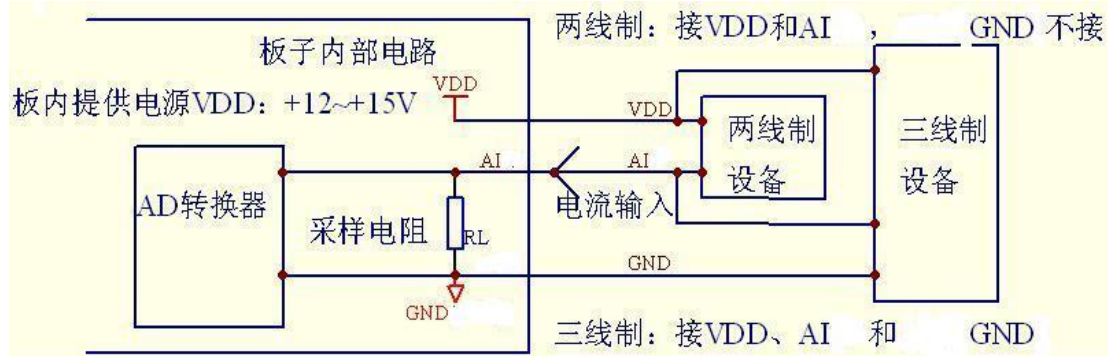 两线制：接VDD和AI ， GND 不接
板子内部电路
板内提供电源VDD：+12~+15V
VDD
VDD
两线制
设备
三线制
设备
AI
AI
电流输入
AD转换器
采样电阻
RL
GND
GND
三线制：接VDD、AI 和 GND